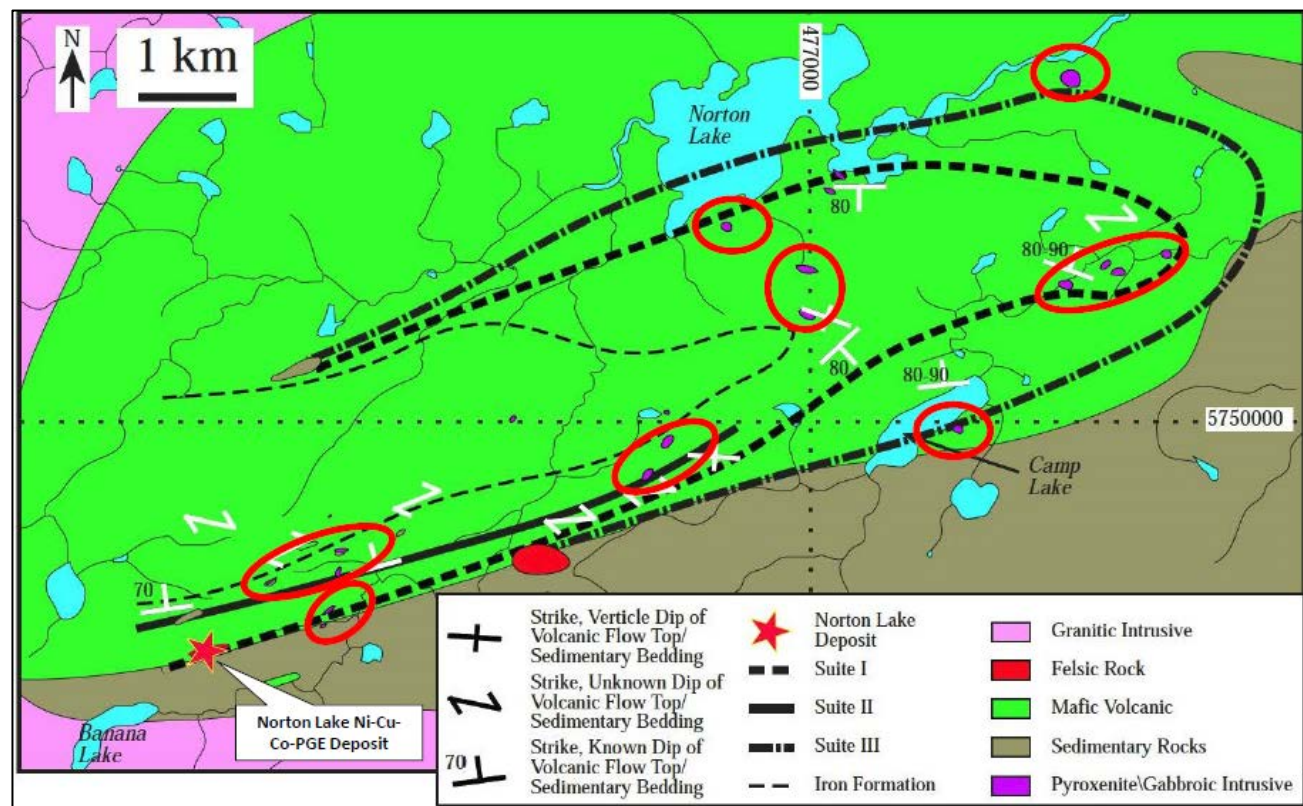 N
1 km
477000
Norton
Lake
80
80-90
80
80-90
5750000
Camp
Lake
70
Norton Lake Ni-Cu-
Co-PGE Deposit
Banana
Lake
Strike, Verticle Dip of
Volcanic Flow Top/
Sedimentary Bedding
Strike, Unknown Dip of
Volcanic Flow Top/
Sedimentary Bedding
70
Strike, Known Dip of
Volcanic Flow Top/
Sedimentary Bedding
Norton Lake
Deposit
Suite I
Suite II
Suite III
Iron Formation
Granitic Intrusive
Felsic Rock
Mafic Volcanic
Sedimentary Rocks
Pyroxenite\Gabbroic Intrusive